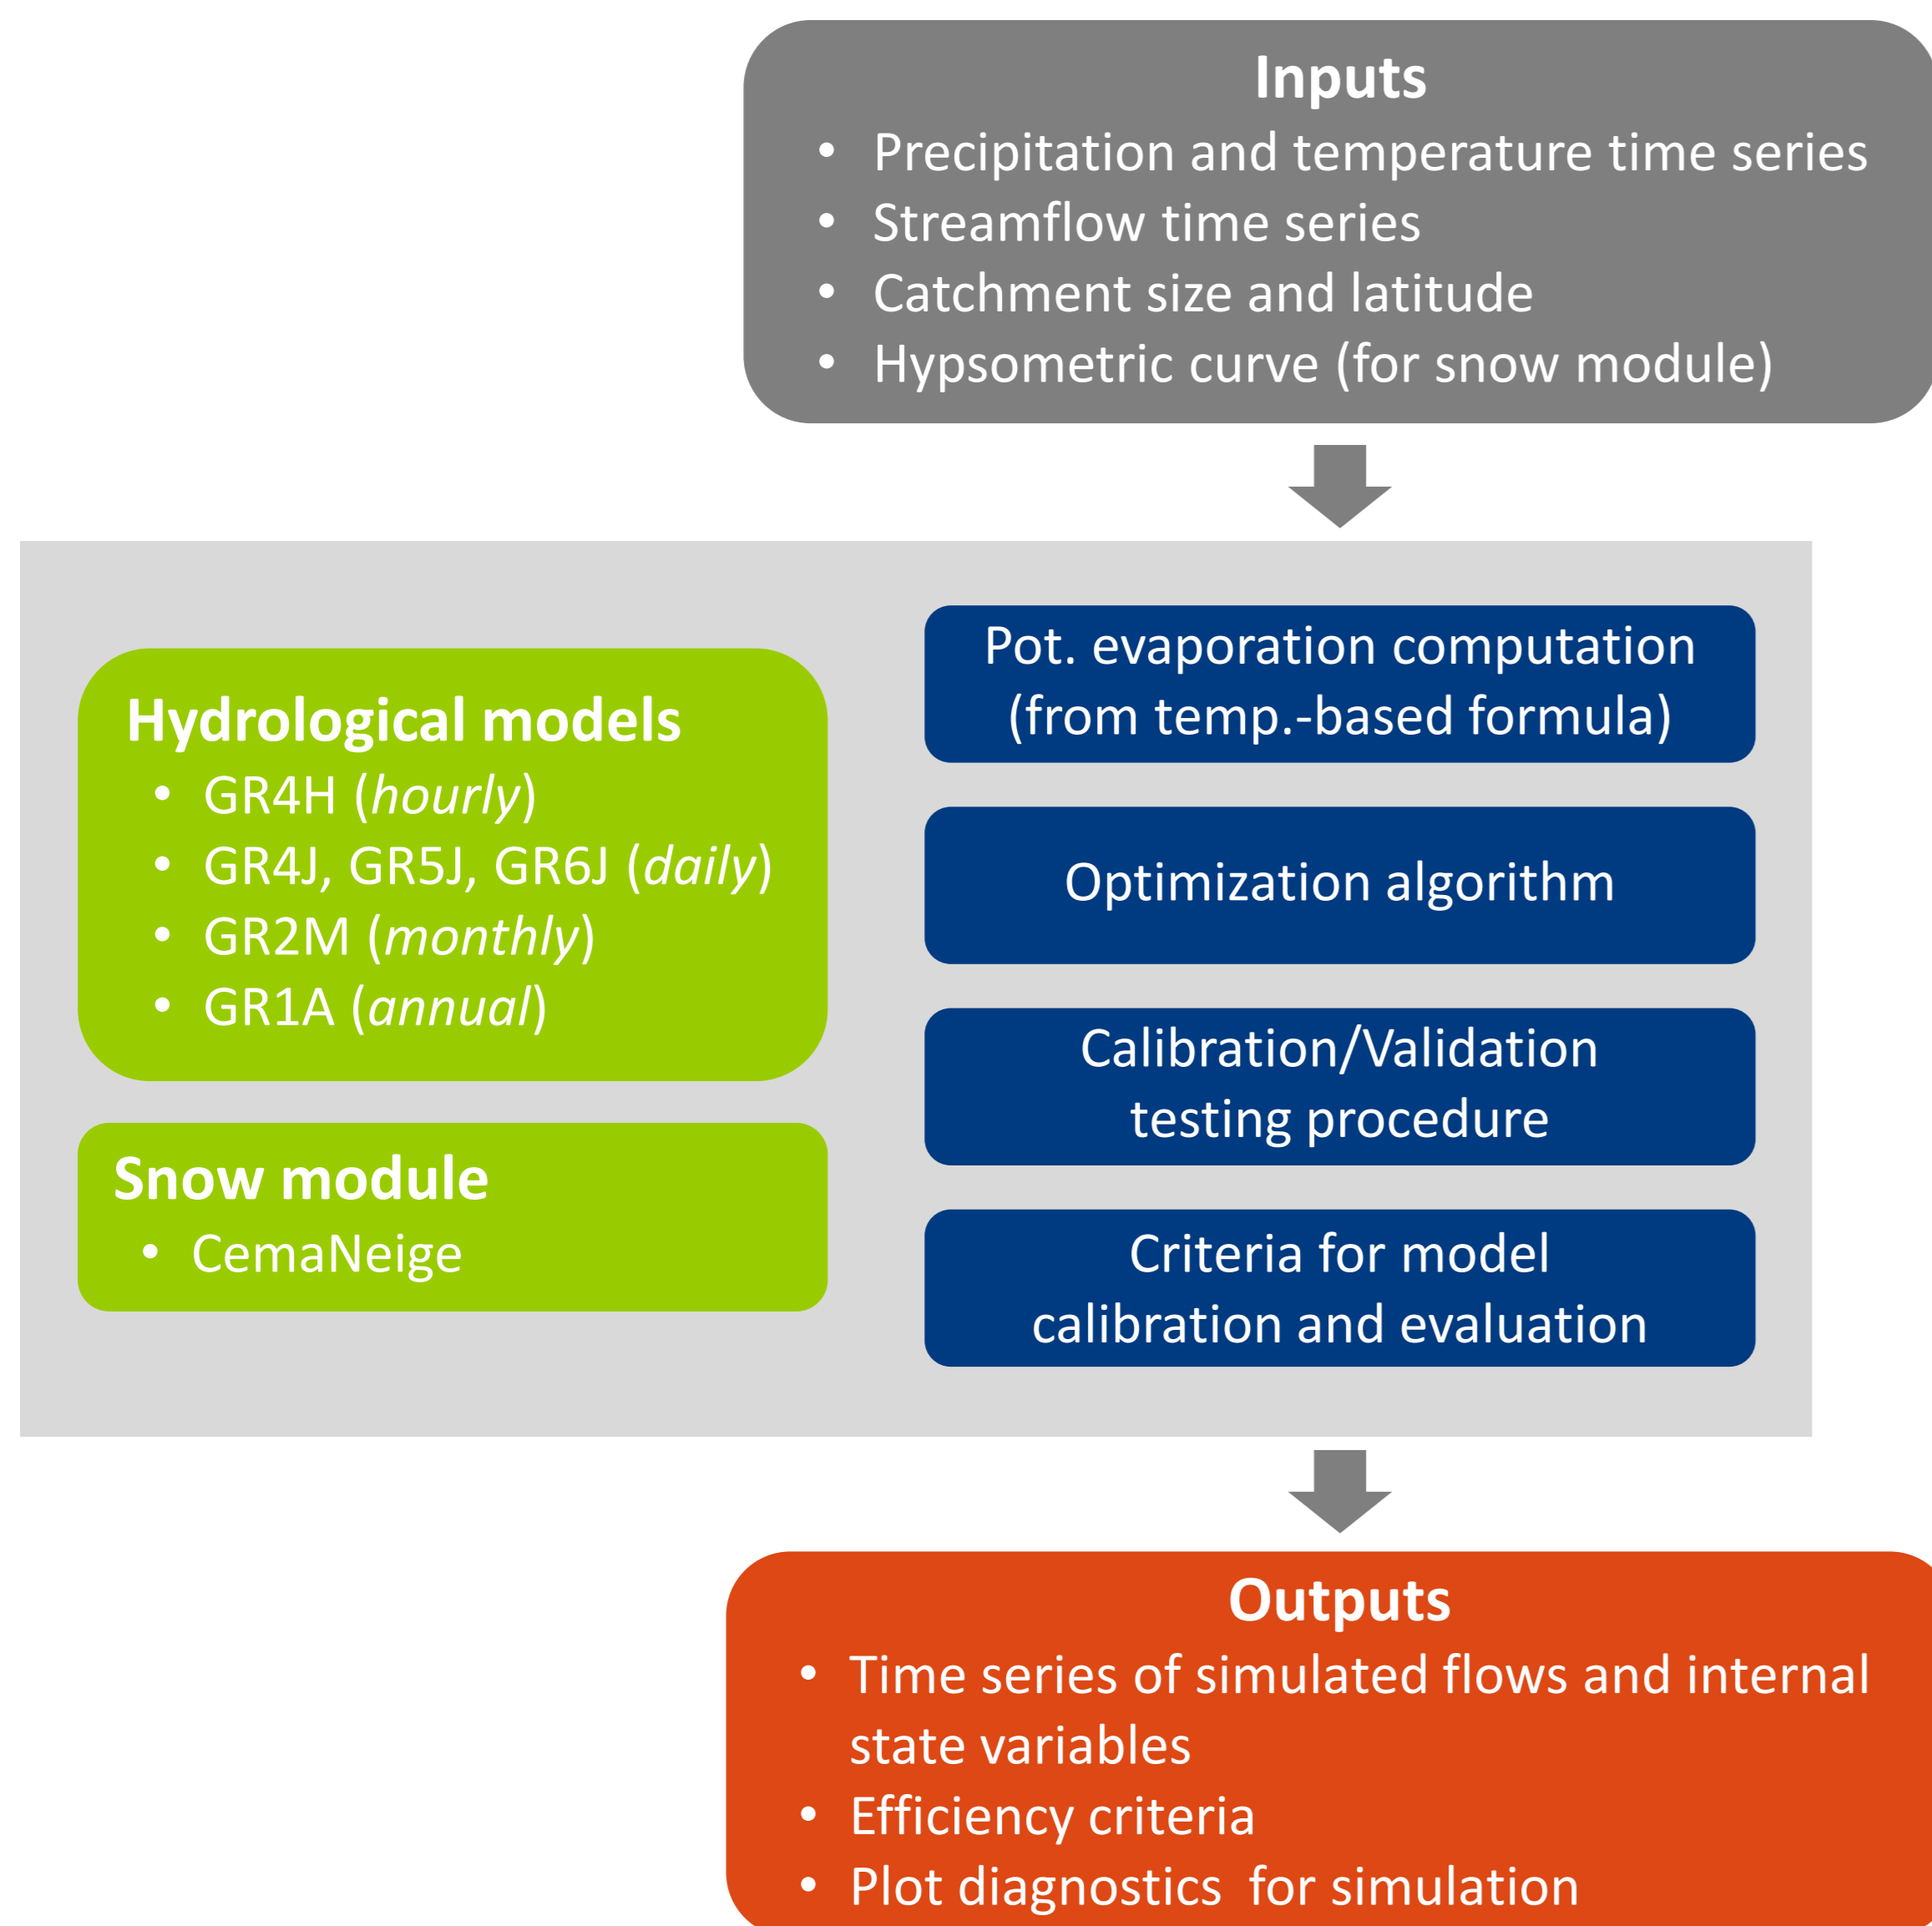 Inputs
• Precipitation and temperature time series
• Streamflow time series
• Catchment size and latitude
• Hypsometric curve (for snow module)
Hydrological models
• GR4H (hourly)
• GR4J, GR5J, GR6J (daily)
• GR2M (monthly)
• GR1A (annual)
Snow module
• CemaNeige
Pot. evaporation computation
(from temp.-based formula)
Optimization algorithm
Calibration/Validation
testing procedure
Criteria for model
calibration and evaluation
Outputs
• Time series of simulated flows and internal
state variables
• Efficiency criteria
• Plot diagnostics for simulation